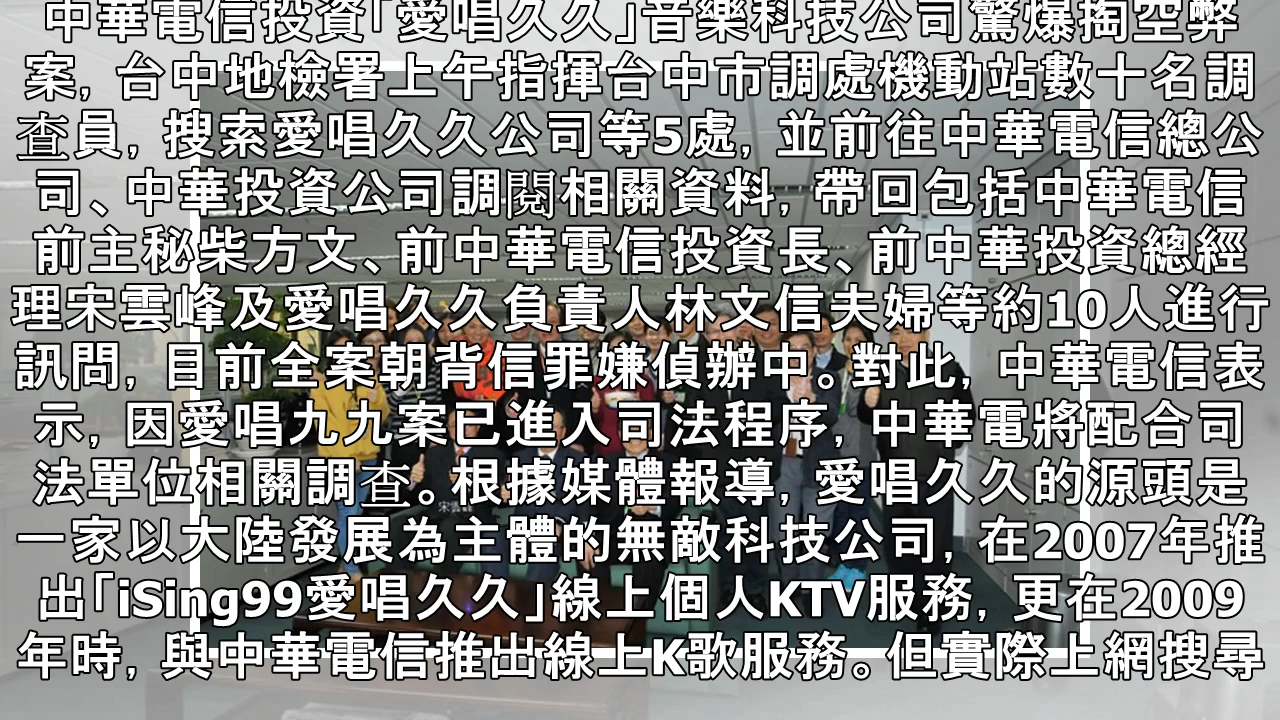 中華電信投資「愛唱久久」音樂科技公司驚爆掏空弊
案, 台中地檢署上午指揮台中市調處機動站數十名調
查員, 搜索愛唱久久公司等5處, 並前往中華電信總公
司、中華投資公司調閱相關資料, 帶回包括中華電信
前主秘柴方文、前中華電信投資長、前中華投資總經
理宋雲峰及愛唱久久負責人林文信夫婦等約10人進行
訊問, 目前全案朝背信罪嫌偵辦中。對此, 中華電信表
示, 因愛唱九九案已進入司法程序, 中華電將配合司
法單位相關調查。根據媒體報導, 愛唱久久的源頭是
一家以大陸發展為主體的無敵科技公司, 在2007年推
出「iSing99愛唱久久」線上個人KTV服務, 更在2009
年時, 與中華電信推出線上K歌服務。但實際上網搜尋